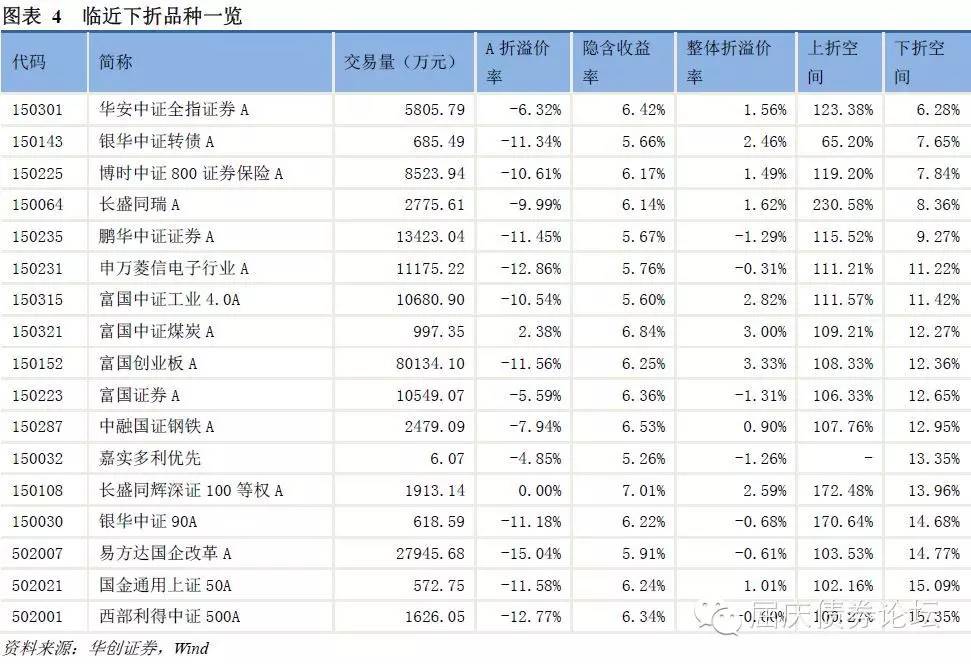 图表 4 临近下折品种一览
代码 简称 交易量（万元） A 折溢价率 隐含收益率 整体折溢价率 上折空间 下折空间
150301 华安中证全指证券 A 5805.79 -6.32% 6.42% 1.56% 123.38% 6.28%
150143 银华中证转债 A 685.49 -11.34% 5.66% 2.46% 65.20% 7.65%
150225 博时中证 800 证券保险 A 8523.94 -10.61% 6.17% 1.49% 119.20% 7.84%
150064 长盛同瑞 A 2775.61 -9.99% 6.14% 1.62% 230.58% 8.36%
150235 鹏华中证证券 A 13423.04 -11.45% 5.67% -1.29% 115.52% 9.27%
150231 申万菱信电子行业 A 11175.22 -12.86% 5.76% -0.31% 111.21% 11.22%
150315 富国中证工业 4.0A 10680.90 -10.54% 5.60% 2.82% 111.57% 11.42%
150321 富国中证煤炭 A 997.35 2.38% 6.84% 3.00% 109.21% 12.27%
150152 富国创业板 A 80134.10 -11.56% 6.25% 3.33% 108.33% 12.36%
150223 富国证券 A 10549.07 -5.59% 6.36% -1.31% 106.33% 12.65%
150287 中融国证钢铁 A 2479.09 -7.94% 6.53% 0.90% 107.76% 12.95%
150032 嘉实多利优先 6.07 -4.85% 5.26% -1.26% - 13.35%
150108 长盛同辉深证 100 等权 A 1913.14 0.00% 7.01% 2.59% 172.48% 13.96%
150030 银华中证 90A 618.59 -11.18% 6.22% -0.68% 170.64% 14.68%
502007 易方达国企改革 A 27945.68 -15.04% 5.91% -0.61% 103.53% 14.77%
502021 国金通用上证 50A 572.75 -11.58% 6.24% 1.01% 102.16% 15.09%
502001 西部利得中证 500A 1626.05 -12.77% 6.34%
屈庆债券论坛
资料来源：华创证券，Wind